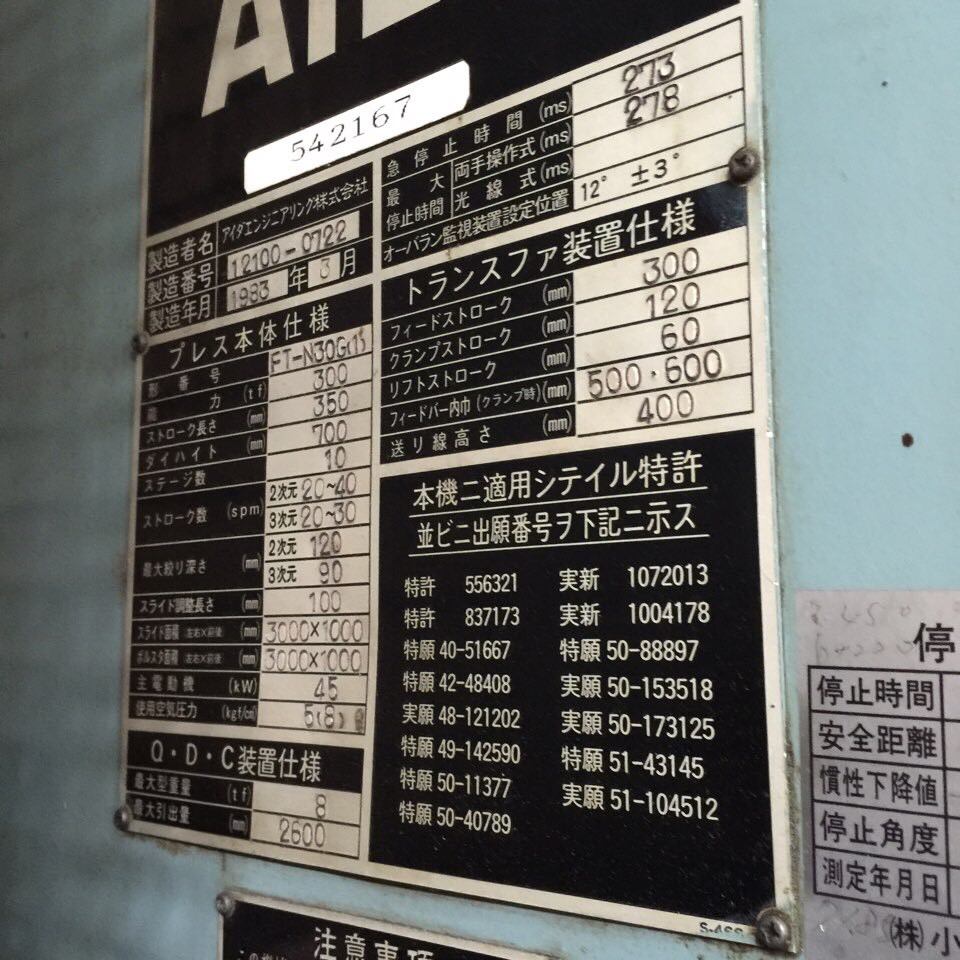 542167
製造者名 アイダエンジニアリング株式会社
製造番号 12100-0722
製造年月 1983年3月
プレス本体仕様
形番号 FT-N30G(1)
能力 (tf) 300
ストローク長さ (mm) 350
ダイハイト (mm) 700
ステージ数 10
ストローク数 (spm) 2次元 20~40
3次元 20~30
最大絞り深さ (mm) 2次元 120
3次元 90
スライド調整長さ (mm) 100
スライド面積 (左右×前後) (mm) 3000×1000
ボルスタ面積 (左右×前後) (mm) 3000×1000
主電動機 (kW) 45
使用空気圧力 (kgf/cm²)
Q・D・C装置仕様
最大型重量 (tf) 8
最大引出量 (mm) 2600
急停止時間 (ms) 273
最大停止時間 両手操作式 (ms) 278
光線式 (ms)
オーバラン監視装置設定位置 12° ±3°
トランスファ装置仕様
フィードストローク (mm) 300
クランプストローク (mm) 120
リフトストローク (mm) 60
フィードバー内巾 (クランプ時) (mm) 500・600
送り線高さ (mm) 400
本機ニ適用シテイル特許
並ビニ出願番号ヲ下記ニ示ス
特許 556321 実新 1072013
特許 837173 実新 1004178
特願 40-51667 特願 50-88897
特願 42-48408 実願 50-153518
実願 48-121202 実願 50-173125
特願 49-142590 特願 51-43145
特願 50-11377 実願 51-104512
特願 50-40789
注意事項
停
停止時間
安全距離
慣性下降値
停止角度
測定年月日
(株)小